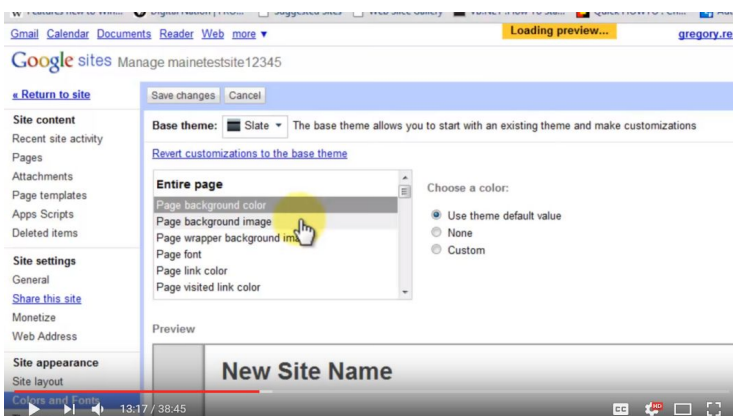 Gmail Calendar Documents Reader Web more ▼
Loading preview...
gregory.re
Google sites Manage mainetestsite12345
« Return to site
Save changes Cancel
Site content
Recent site activity
Pages
Attachments
Page templates
Apps Scripts
Deleted items
Site settings
General
Share this site
Monetize
Web Address
Site appearance
Site layout
Colors and Fonts
Base theme: Slate The base theme allows you to start with an existing theme and make customizations
Revert customizations to the base theme
Entire page
Page background color
Page background image
Page wrapper background
Page font
Page link color
Page visited link color
Choose a color:
Use theme default value
None
Custom
Preview
New Site Name
13:17 / 38:45
CC
HD